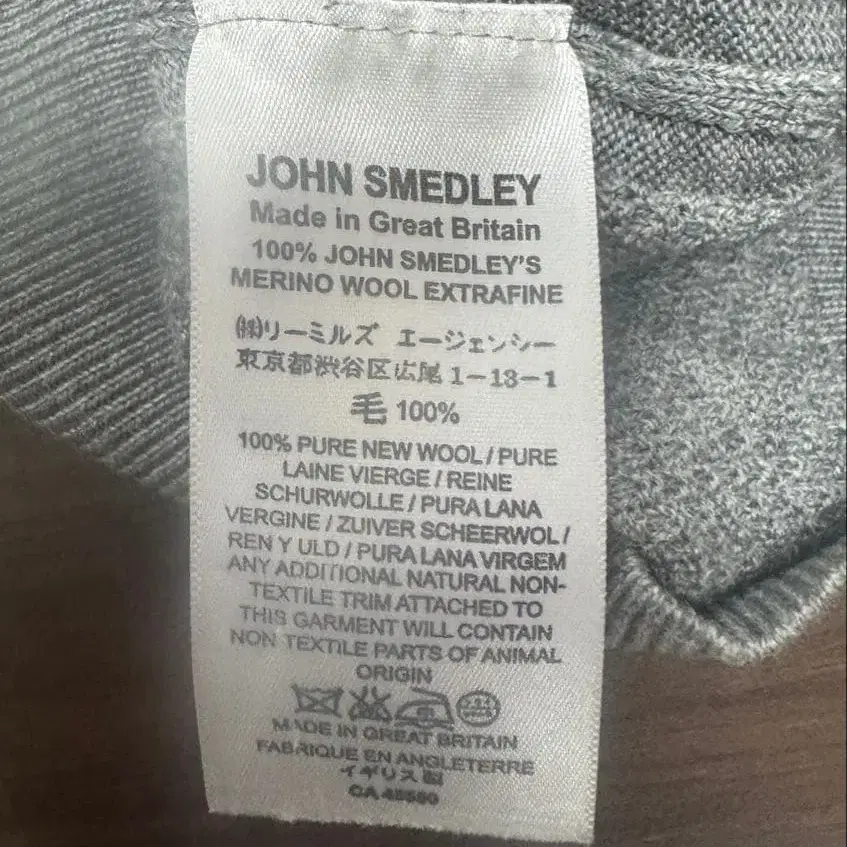 JOHN SMEDLEY
Made in Great Britain
100% JOHN SMEDLEY'S
MERINO WOOL EXTRAFINE
㈱リーミルズ エージェンシー
東京都渋谷区広尾1-13-1
毛 100%
100% PURE NEW WOOL / PURE
LAINE VIERGE / REINE
SCHURWOLLE / PURA LANA
VERGINE / ZUIVER SCHEERWOL /
REN Y ULD / PURA LANA VIRGEM
ANY ADDITIONAL NATURAL NON-
TEXTILE TRIM ATTACHED TO
THIS GARMENT WILL CONTAIN
NON TEXTILE PARTS OF ANIMAL
ORIGIN
MADE IN GREAT BRITAIN
FABRIQUE EN ANGLETERRE
イギリス製
CA